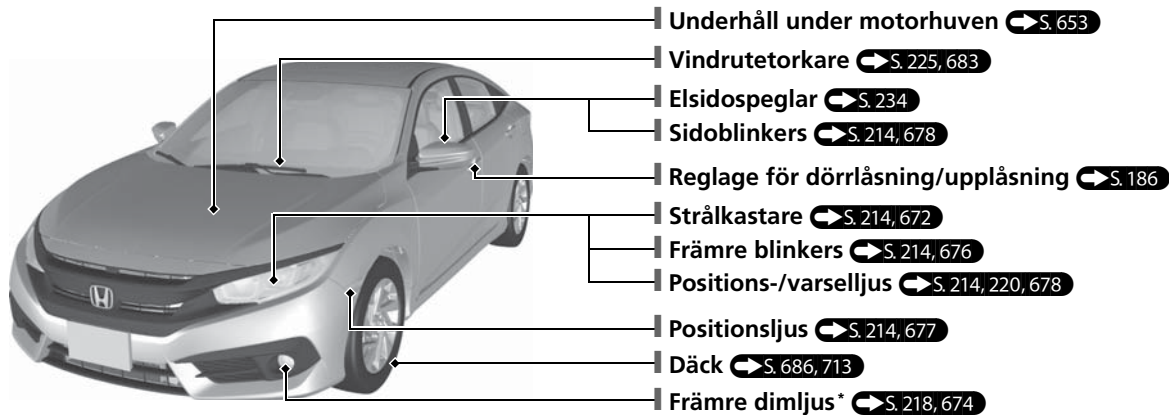 Underhåll under motorhuven S. 653
Vindrutetorkare S. 225, 683
Elsidospeglar S. 234
Sidoblinkers S. 214, 678
Reglage för dörrlåsning/upplåsning S. 186
Strålkastare S. 214, 672
Främre blinkers S. 214, 676
Positions-/varselljus S. 214, 220, 678
Positionsljus S. 214, 677
Däck S. 686, 713
Främre dimljus* S. 218, 674